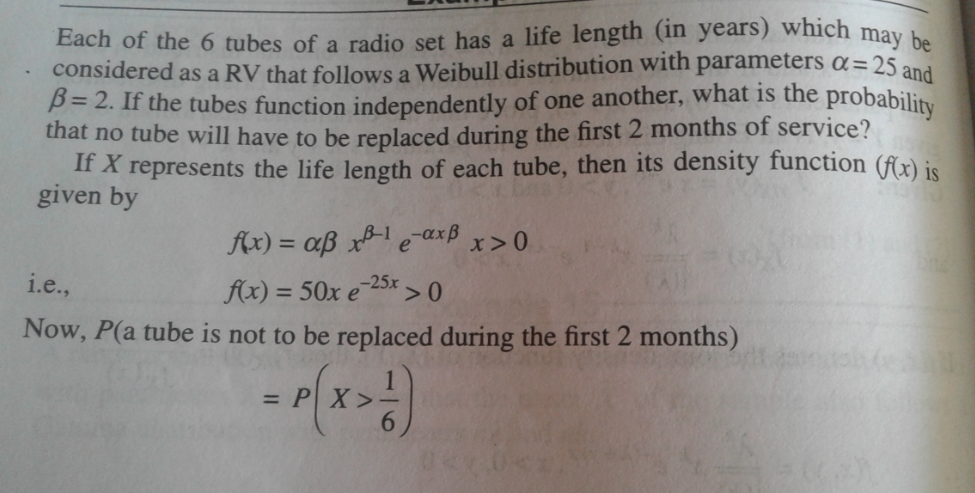 Each of the 6 tubes of a radio set has a life length (in years) which may be
considered as a RV that follows a Weibull distribution with parameters α = 25 and
β = 2. If the tubes function independently of one another, what is the probability
that no tube will have to be replaced during the first 2 months of service?
If X represents the life length of each tube, then its density function (f(x) is
given by
f(x) = αβ x^{β–1} e^{–αxβ} x > 0
i.e., f(x) = 50x e^{–25x} > 0
Now, P(a tube is not to be replaced during the first 2 months)
= P(X > 1/6)